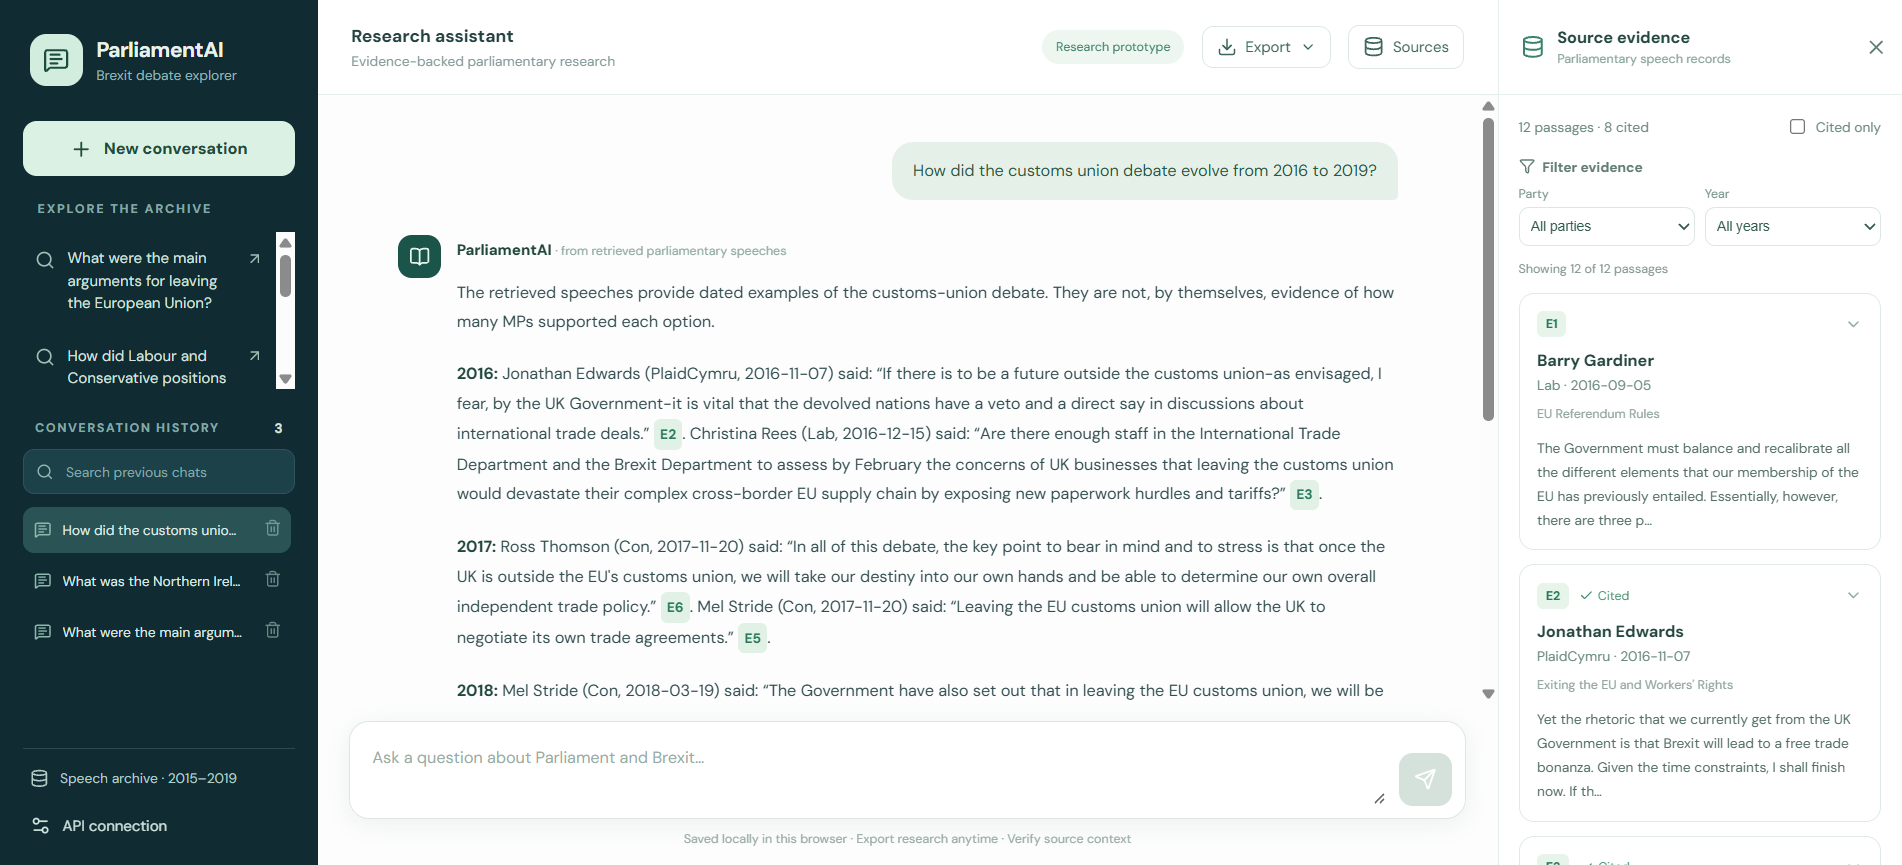 ParliamentAI
Brexit debate explorer
New conversation
EXPLORE THE ARCHIVE
What were the main
arguments for leaving
the European Union?
How did Labour and
Conservative positions
CONVERSATION HISTORY 3
Search previous chats
How did the customs unio...
What was the Northern Irel...
What were the main argum...
Speech archive · 2015–2019
API connection
Research assistant
Evidence-backed parliamentary research
Research prototype
Export
Sources
How did the customs union debate evolve from 2016 to 2019?
ParliamentAI · from retrieved parliamentary speeches
The retrieved speeches provide dated examples of the customs-union debate. They are not, by themselves, evidence of how
many MPs supported each option.
2016: Jonathan Edwards (PlaidCymru, 2016-11-07) said: “If there is to be a future outside the customs union-as envisaged, I
fear, by the UK Government-it is vital that the devolved nations have a veto and a direct say in discussions about
international trade deals.” E2. Christina Rees (Lab, 2016-12-15) said: “Are there enough staff in the International Trade
Department and the Brexit Department to assess by February the concerns of UK businesses that leaving the customs union
would devastate their complex cross-border EU supply chain by exposing new paperwork hurdles and tariffs?” E3.
2017: Ross Thomson (Con, 2017-11-20) said: “In all of this debate, the key point to bear in mind and to stress is that once the
UK is outside the EU's customs union, we will take our destiny into our own hands and be able to determine our own overall
independent trade policy.” E6. Mel Stride (Con, 2017-11-20) said: “Leaving the EU customs union will allow the UK to
negotiate its own trade agreements.” E5.
2018: Mel Stride (Con, 2018-03-19) said: “The Government have also set out that in leaving the EU customs union, we will be
Ask a question about Parliament and Brexit...
Saved locally in this browser · Export research anytime · Verify source context
Source evidence
Parliamentary speech records
12 passages · 8 cited
Cited only
Filter evidence
Party
Year
All parties
All years
Showing 12 of 12 passages
E1
Barry Gardiner
Lab · 2016-09-05
EU Referendum Rules
The Government must balance and recalibrate all
the different elements that our membership of the
EU has previously entailed. Essentially, however,
there are three p...
E2 Cited
Jonathan Edwards
PlaidCymru · 2016-11-07
Exiting the EU and Workers' Rights
Yet the rhetoric that we currently get from the UK
Government is that Brexit will lead to a free trade
bonanza. Given the time constraints, I shall finish
now. If th...
E3 Cited